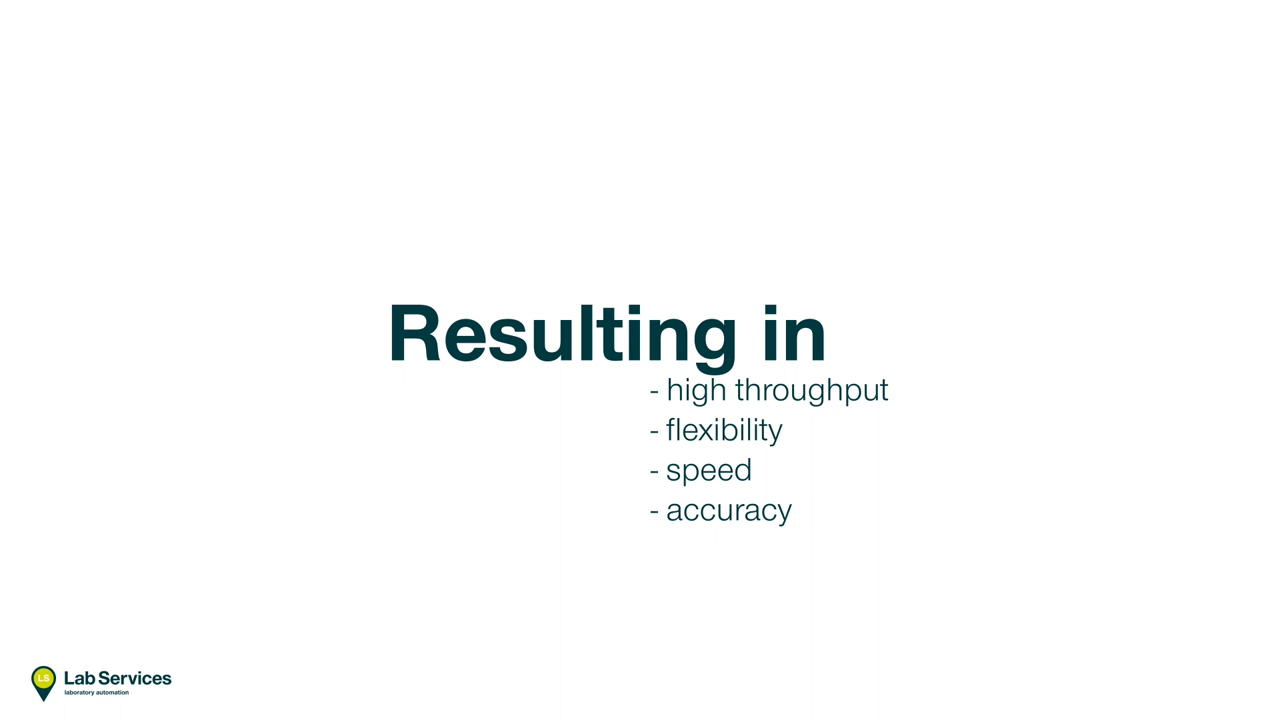 Resulting in
- high throughput
- flexibility
- speed
- accuracy
LS
Lab Services
laboratory automation